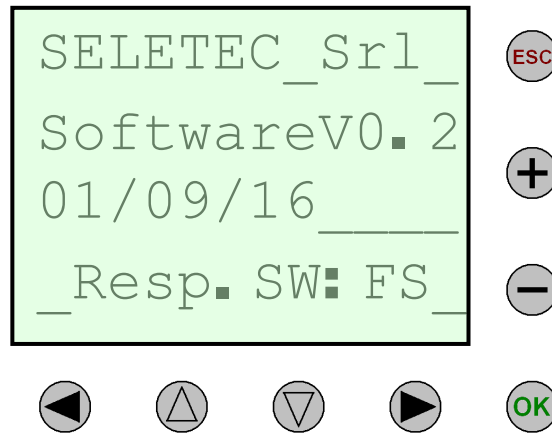 SELETEC_Srl_
SoftwareV0.2
01/09/16____
_Resp.SW:FS_
ESC
OK